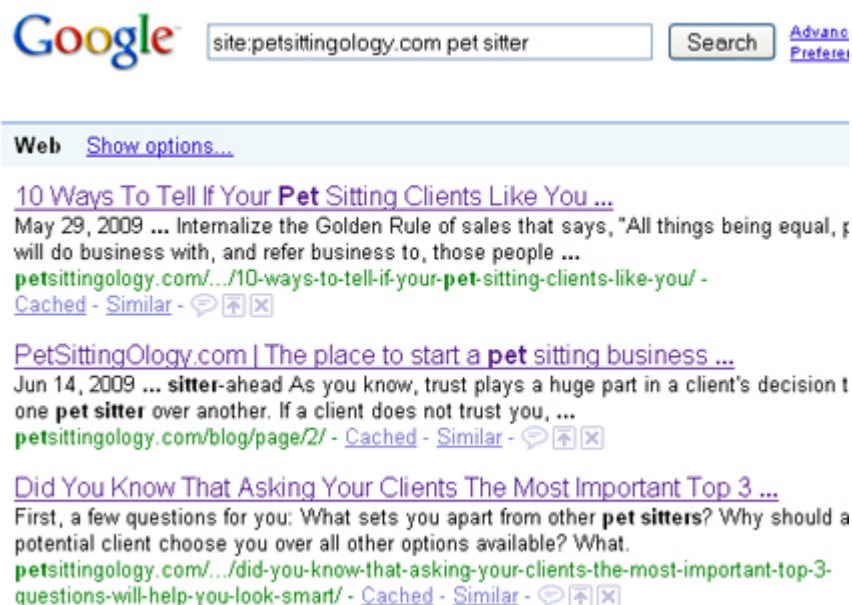 Google
site:petsittingology.com pet sitter
Search
Web Show options...
10 Ways To Tell If Your Pet Sitting Clients Like You ...
May 29, 2009 ... Internalize the Golden Rule of sales that says, "All things being equal,
will do business with, and refer business to, those people ...
petsittingology.com/.../10-ways-to-tell-if-your-pet-sitting-clients-like-you/ -
Cached - Similar -
PetSittingOlogy.com | The place to start a pet sitting business ...
Jun 14, 2009 ... sitter-ahead As you know, trust plays a huge part in a client's decision
one pet sitter over another. If a client does not trust you, ...
petsittingology.com/blog/page/2/ - Cached - Similar -
Did You Know That Asking Your Clients The Most Important Top 3 ...
First, a few questions for you: What sets you apart from other pet sitters? Why should a
potential client choose you over all other options available? What.
petsittingology.com/.../did-you-know-that-asking-your-clients-the-most-important-top-3-
questions-will-help-you-look-smart/ - Cached - Similar -